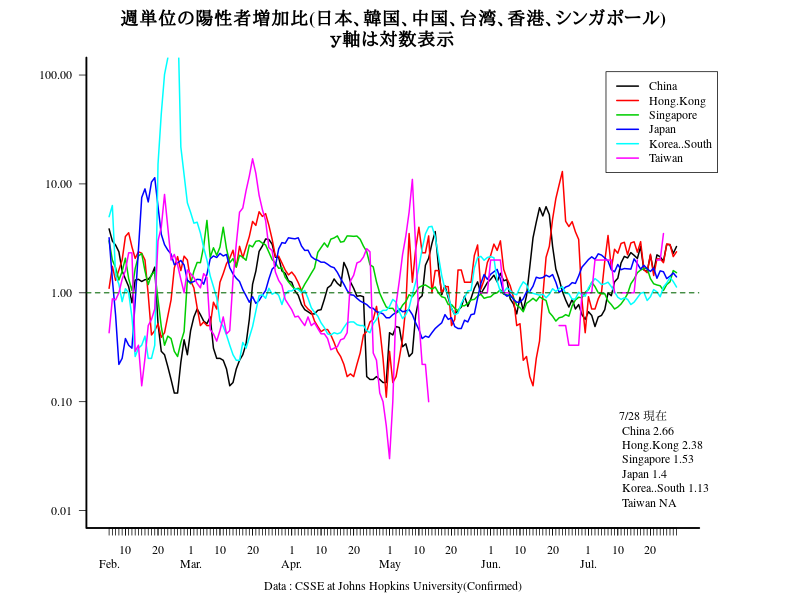 週単位の陽性者増加比(日本、韓国、中国、台湾、香港、シンガポール)
y軸は対数表示
100.00
10.00
1.00
0.10
0.01
China
Hong.Kong
Singapore
Japan
Korea..South
Taiwan
7/28 現在
China 2.66
Hong.Kong 2.38
Singapore 1.53
Japan 1.4
Korea..South 1.13
Taiwan NA
10 20 1 10 20 1 10 20 1 10 20 1 10 20 1 10 20
Feb. Mar. Apr. May Jun. Jul.
Data : CSSE at Johns Hopkins University(Confirmed)